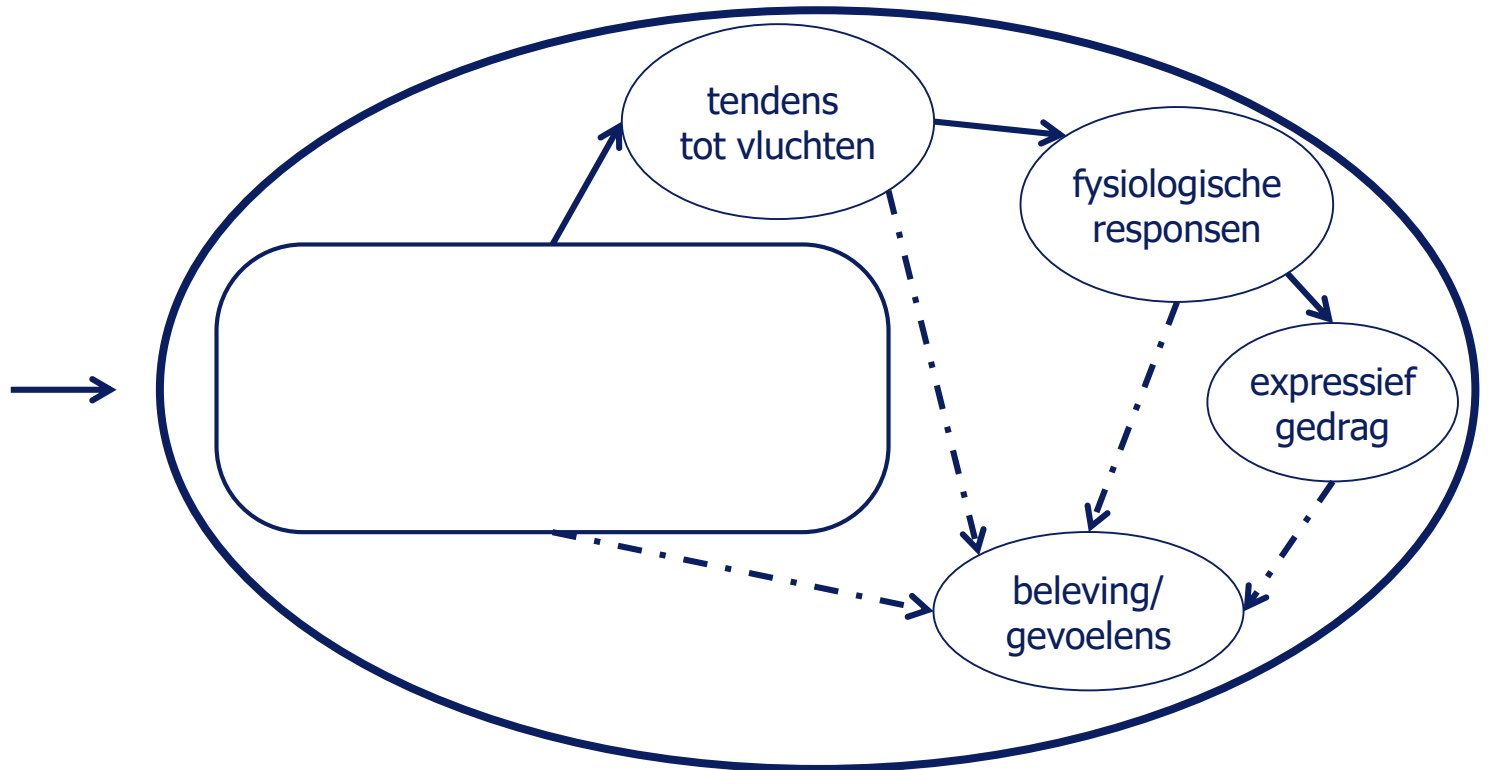 tendens
tot vluchten
fysiologische
responsen
expressief
gedrag
beleving/
gevoelens